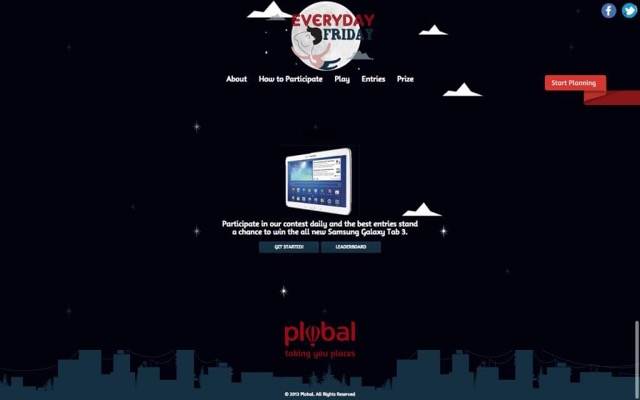 EVERYDAY
FRIDAY
About How to Participate Play Entries Prize
Start Planning
Participate in our contest daily and the best entries stand
a chance to win the all new Samsung Galaxy Tab 3.
GET STARTED! LEADERBOARD
plobal
taking you places
© 2013 Plobal. All Rights Reserved